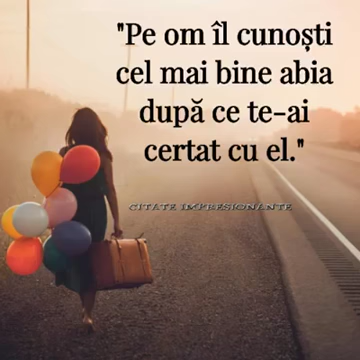 "Pe om îl cunoști
cel mai bine abia
după ce te-ai
certat cu el."
CITATE IMPRESIONANTE